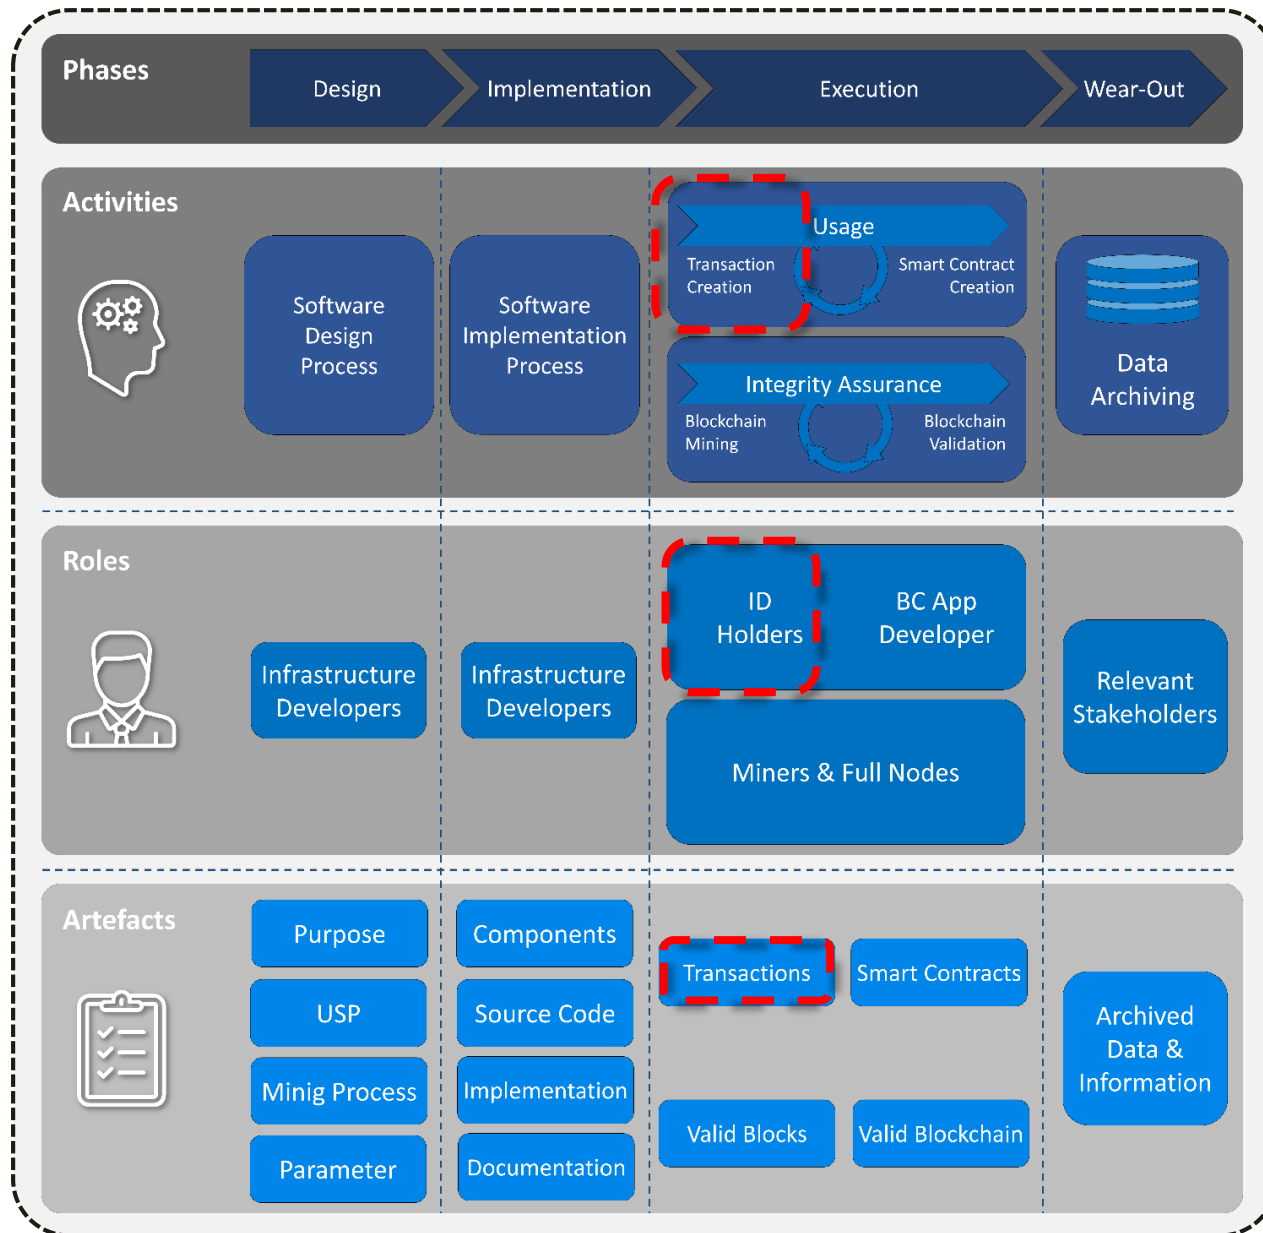 Phases
Design
Implementation
Execution
Wear-Out
Activities
Software
Design
Process
Software
Implementation
Process
Usage
Transaction
Creation
Smart Contract
Creation
Integrity Assurance
Blockchain
Mining
Blockchain
Validation
Data
Archiving
Roles
Infrastructure
Developers
Infrastructure
Developers
ID
Holders
BC App
Developer
Miners & Full Nodes
Relevant
Stakeholders
Artefacts
Purpose
USP
Minig Process
Parameter
Components
Source Code
Implementation
Documentation
Transactions
Smart Contracts
Valid Blocks
Valid Blockchain
Archived
Data &
Information